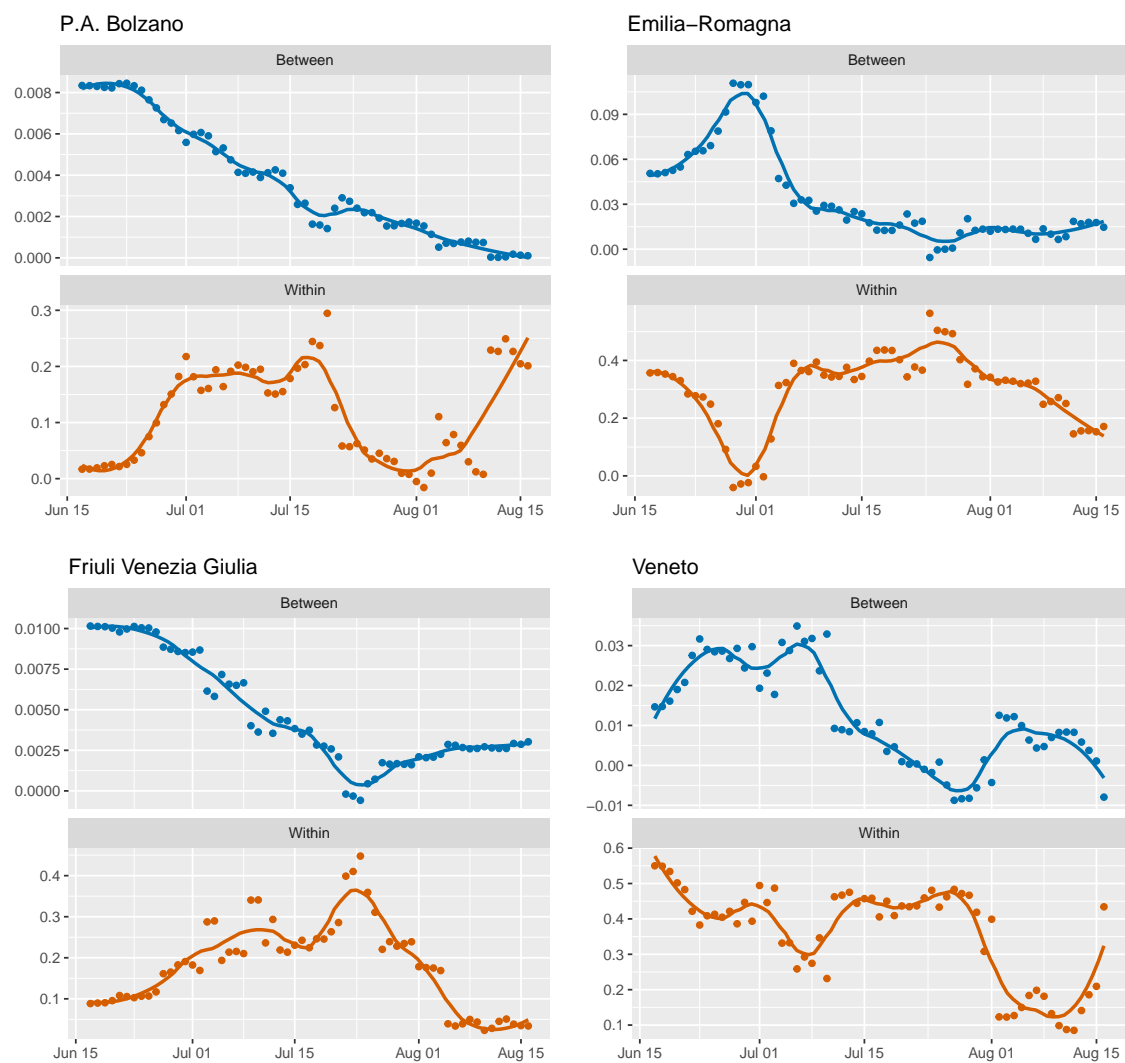 P.A. Bolzano
Between
0.008
0.006
0.004
0.002
0.000
Within
0.3
0.2
0.1
0.0
Jun 15 Jul 01 Jul 15 Aug 01 Aug 15
Emilia−Romagna
Between
0.09
0.06
0.03
0.00
Within
0.4
0.2
0.0
Jun 15 Jul 01 Jul 15 Aug 01 Aug 15
Friuli Venezia Giulia
Between
0.0100
0.0075
0.0050
0.0025
0.0000
Within
0.4
0.3
0.2
0.1
Jun 15 Jul 01 Jul 15 Aug 01 Aug 15
Veneto
Between
0.03
0.02
0.01
0.00
−0.01
Within
0.6
0.5
0.4
0.3
0.2
0.1
Jun 15 Jul 01 Jul 15 Aug 01 Aug 15